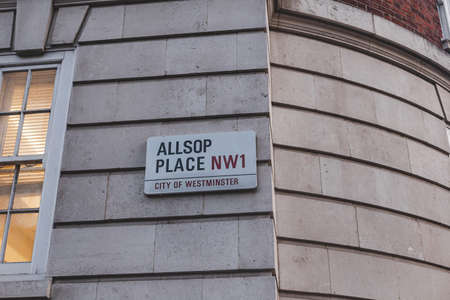 ALLSOP
PLACE NW1
CITY OF WESTMINSTER